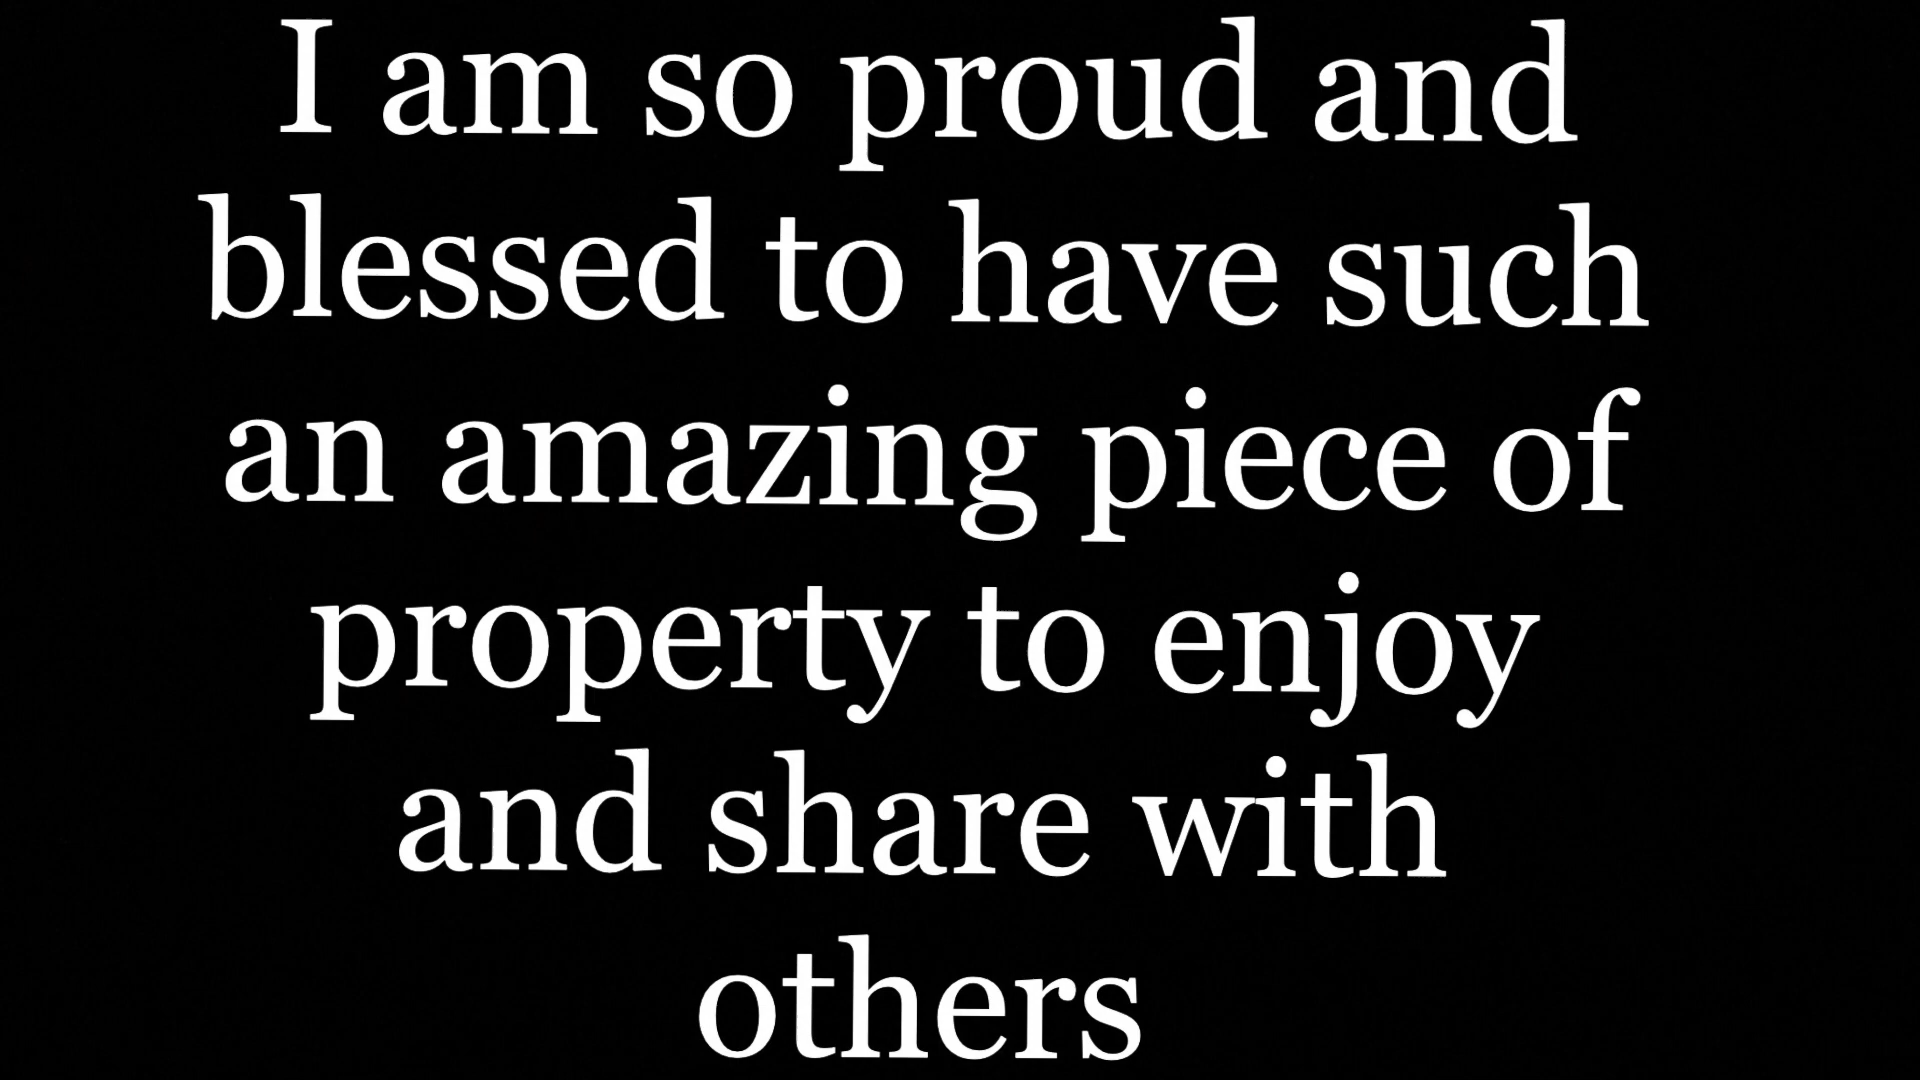 I am so proud and
blessed to have such
an amazing piece of
property to enjoy
and share with
others